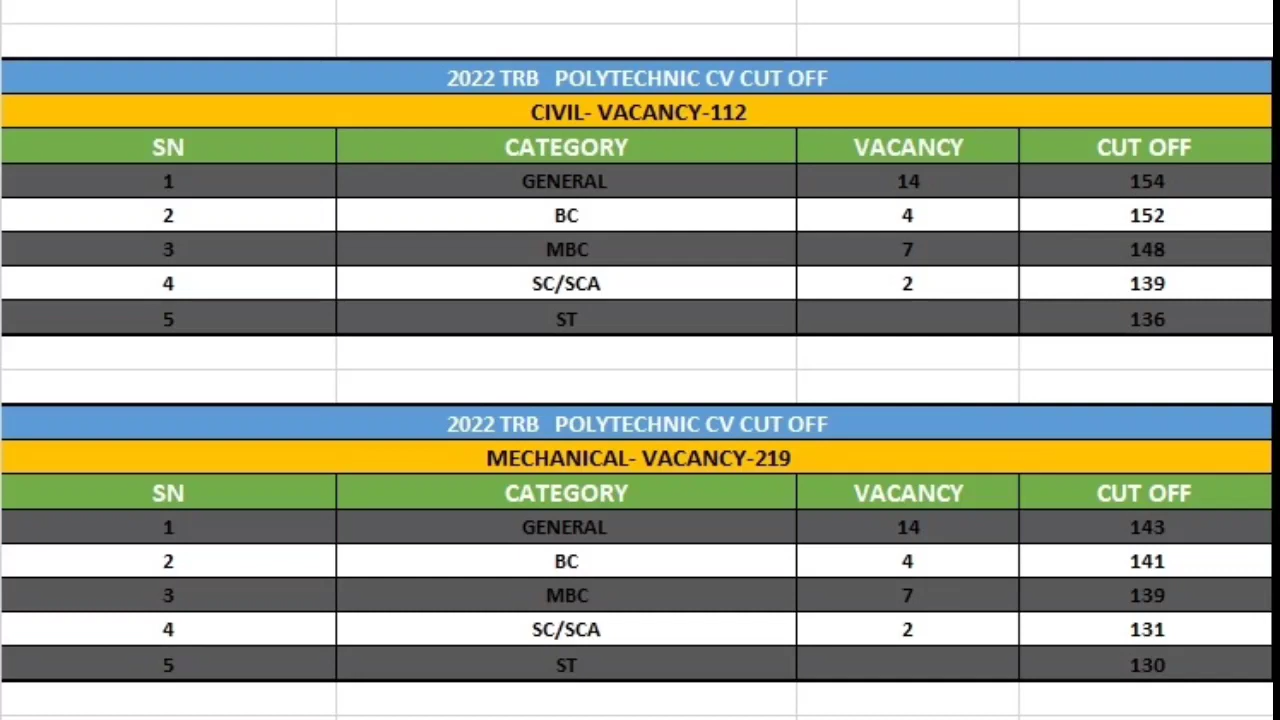 2022 TRB POLYTECHNIC CV CUT OFF
CIVIL- VACANCY-112
SN CATEGORY VACANCY CUT OFF
1 GENERAL 14 154
2 BC 4 152
3 MBC 7 148
4 SC/SCA 2 139
5 ST 136
2022 TRB POLYTECHNIC CV CUT OFF
MECHANICAL- VACANCY-219
SN CATEGORY VACANCY CUT OFF
1 GENERAL 14 143
2 BC 4 141
3 MBC 7 139
4 SC/SCA 2 131
5 ST 130